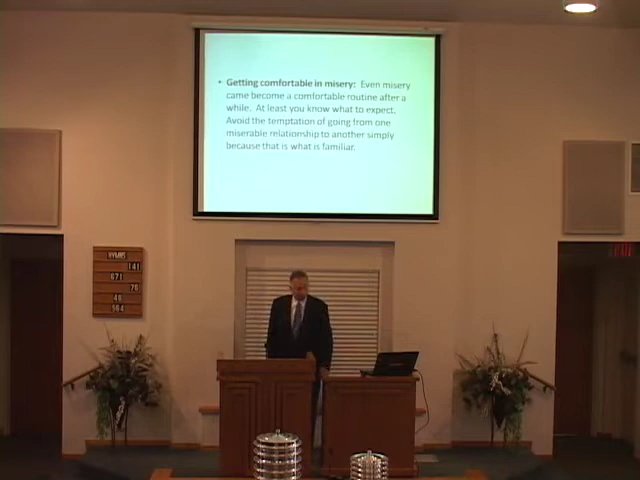 • Getting comfortable in misery: Even misery
came become a comfortable routine after a
while. At least you know what to expect.
Avoid the temptation of going from one
miserable relationship to another simply
because that is what is familiar.
HYMNS
141
671
76
46
564
EXIT